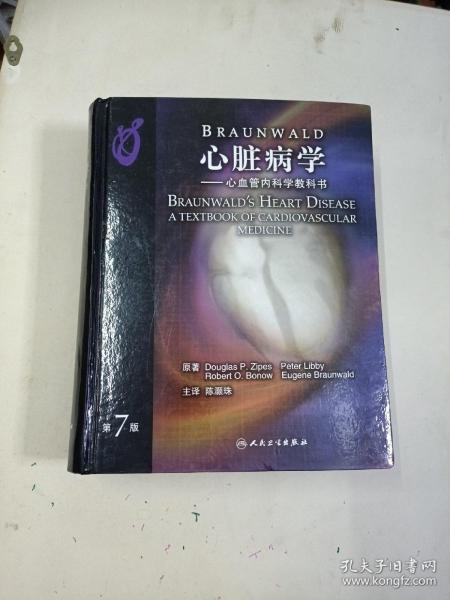 BRAUNWALD
心脏病学
——心血管内科学教科书
BRAUNWALD'S HEART DISEASE
A TEXTBOOK OF CARDIOVASCULAR
MEDICINE
原著 Douglas P. Zipes Peter Libby
Robert O. Bonow Eugene Braunwald
主译 陈灏珠
第7版
人民卫生出版社
孔夫子旧书网
www.kongfz.com